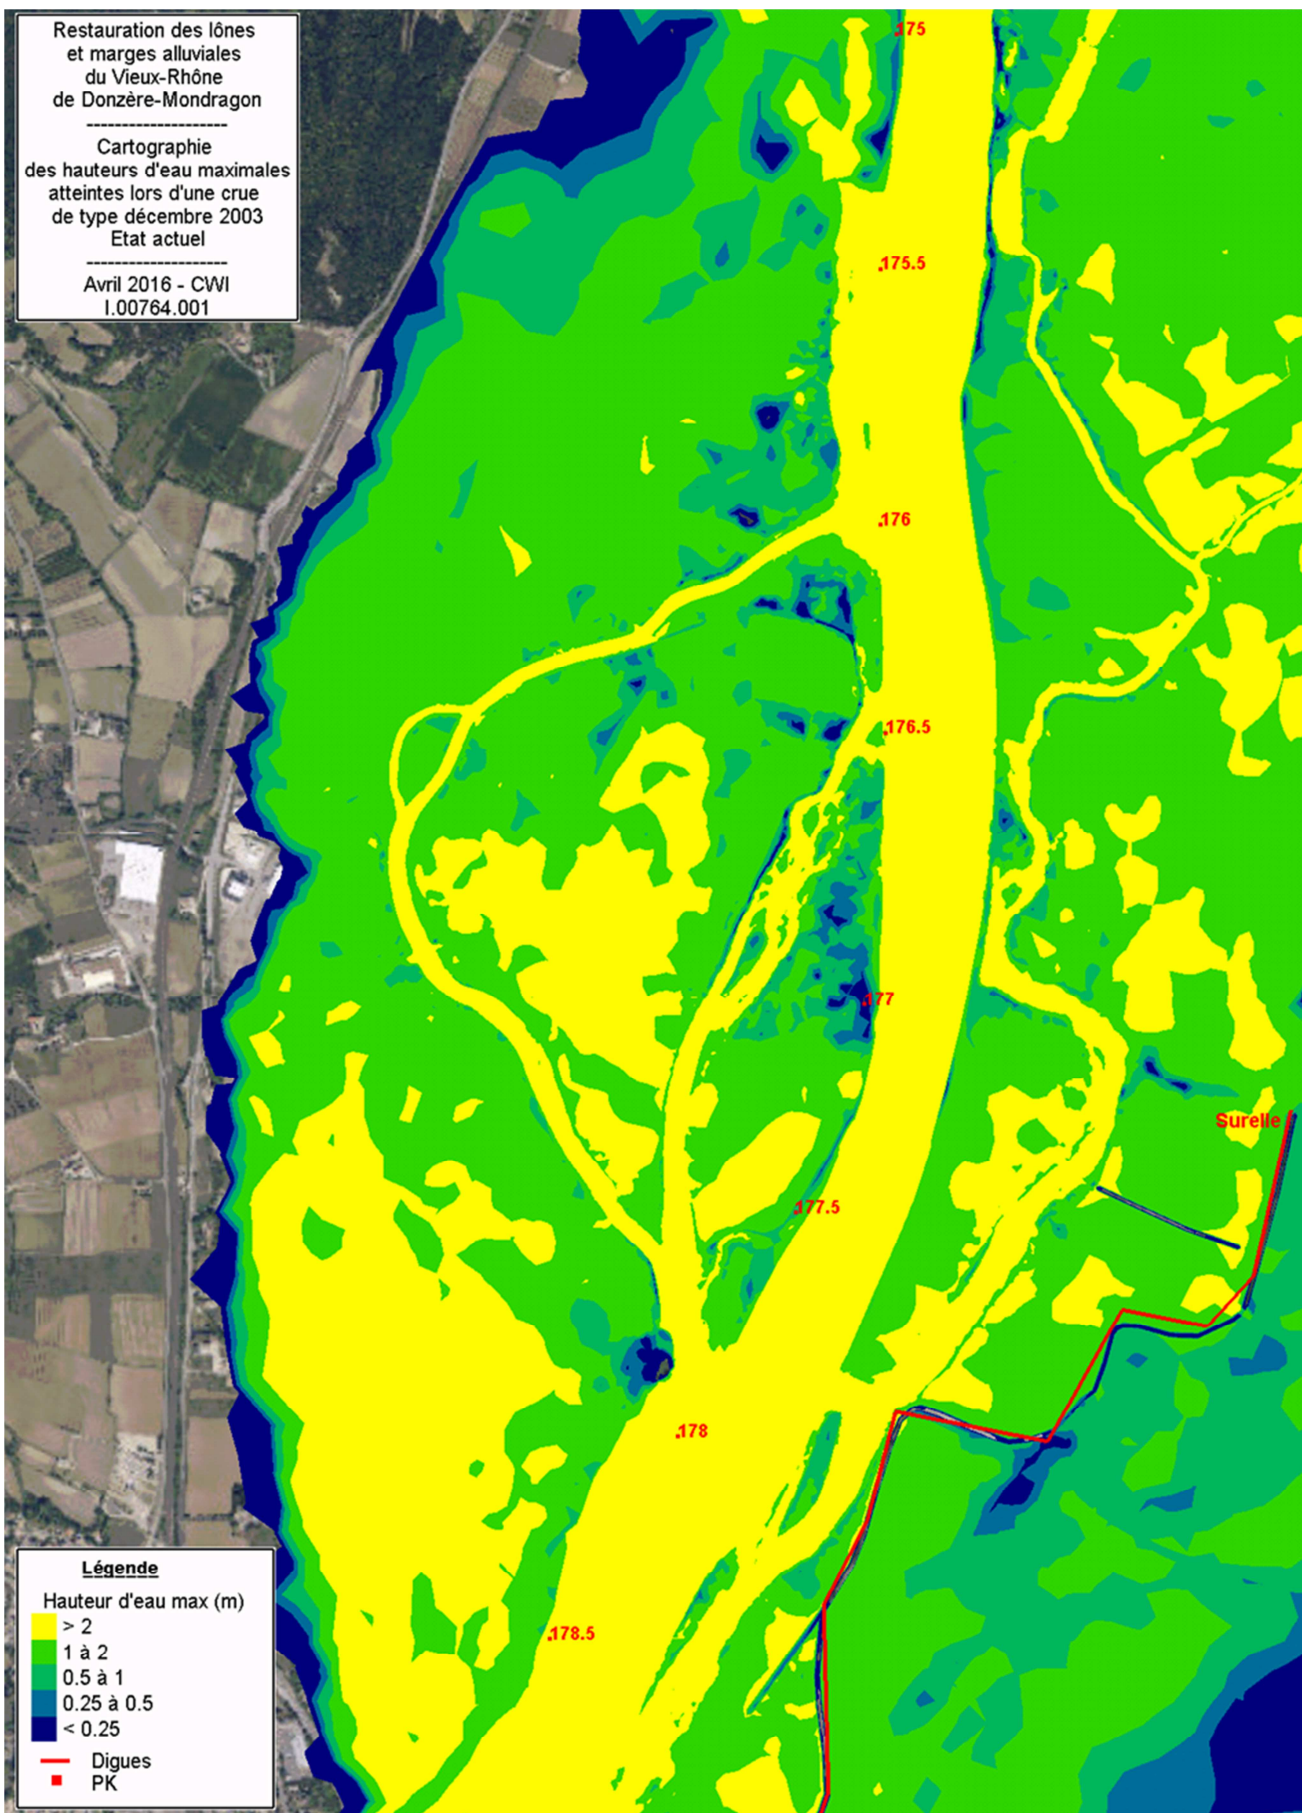 Restauration des lônes
et marges alluviales
du Vieux-Rhône
de Donzère-Mondragon
--------------------
Cartographie
des hauteurs d'eau maximales
atteintes lors d'une crue
de type décembre 2003
Etat actuel
--------------------
Avril 2016 - CWI
I.00764.001
175
175.5
176
176.5
177
Surelle
177.5
178
178.5
Légende
Hauteur d'eau max (m)
> 2
1 à 2
0.5 à 1
0.25 à 0.5
< 0.25
Digues
PK